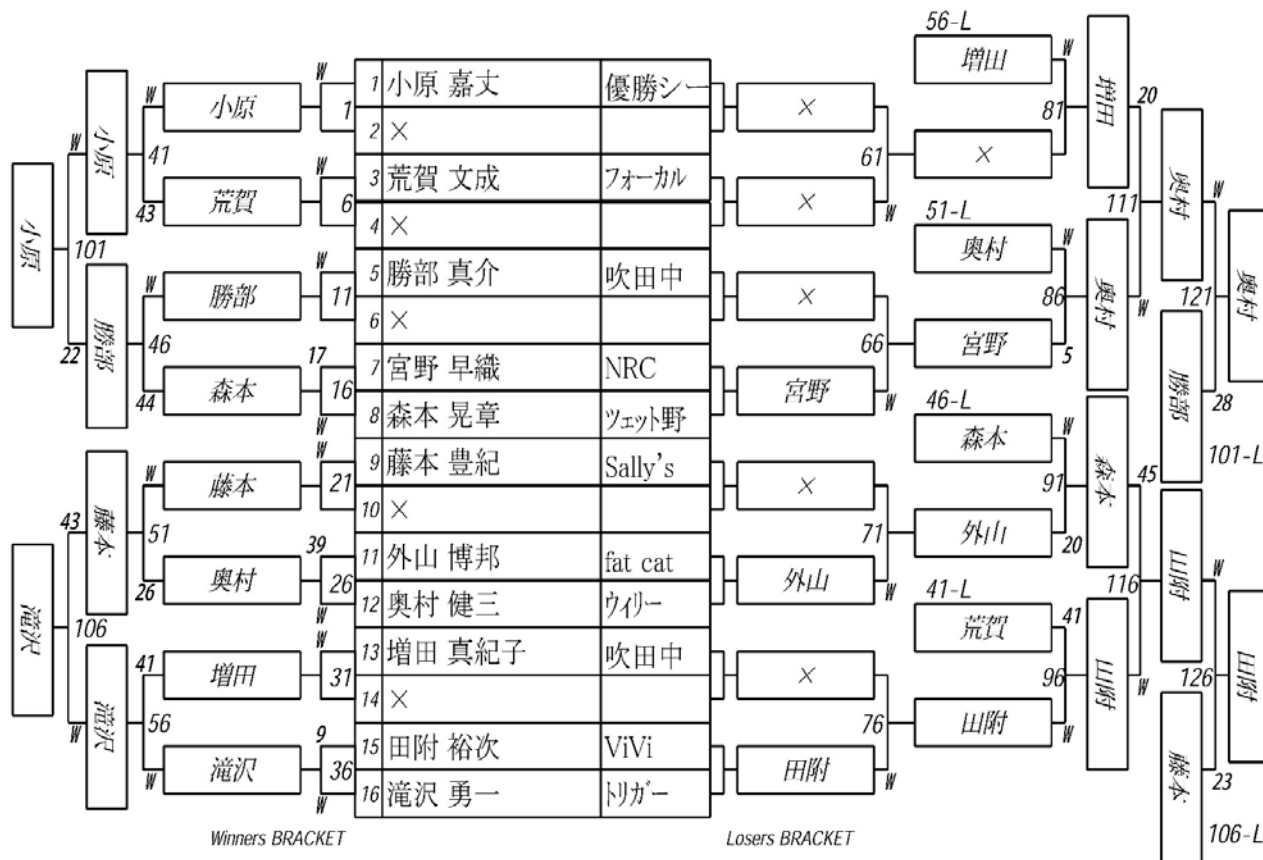 1 小原 嘉丈 優勝シー
2 ×
3 荒賀 文成 フォーカル
4 ×
5 勝部 真介 吹田中
6 ×
7 宮野 早織 NRC
8 森本 晃章 ツェット野
9 藤本 豊紀 Sally's
10 ×
11 外山 博邦 fat cat
12 奥村 健三 ウィリー
13 増田 真紀子 吹田中
14 ×
15 田附 裕次 ViVi
16 滝沢 勇一 トリガー
W 1
W 6
W 11
17 16 W
W 21
39 26 W
W 31
9 36 W
小原
荒賀
勝部
森本
藤本
奥村
増田
滝沢
W 41 43
W 46 44
W 51 26
41 56 W
小原
勝部
藤本
滝沢
W 101 22
43 106 W
小原
滝沢
Winners BRACKET
×
×
×
宮野
×
外山
×
田附
61 W
66 W
71 W
76 W
56-L
増田
×
51-L
奥村
宮野
46-L
森本
外山
41-L
荒賀
山附
W 81
W 86 5
W 91 20
41 96 W
増田
奥村
森本
山附
20 111 W
45 116 W
奥村
勝部
101-L
山附
藤本
106-L
W 121 28
W 126 23
奥村
田附
Losers BRACKET